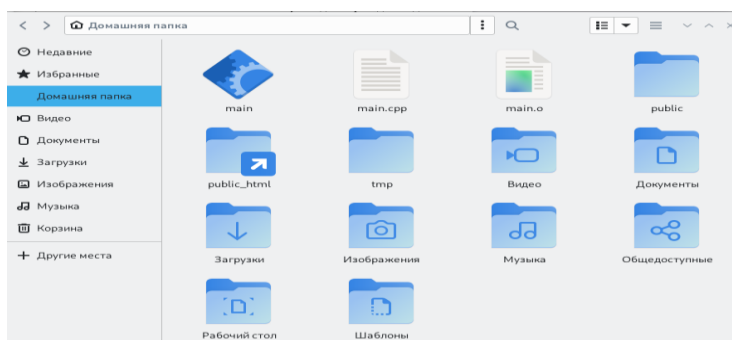 Домашняя папка
Недавние
Избранные
Домашняя папка
Видео
Документы
Загрузки
Изображения
Музыка
Корзина
Другие места
main
main.cpp
main.o
public
public_html
tmp
Видео
Документы
Загрузки
Изображения
Музыка
Общедоступные
Рабочий стол
Шаблоны